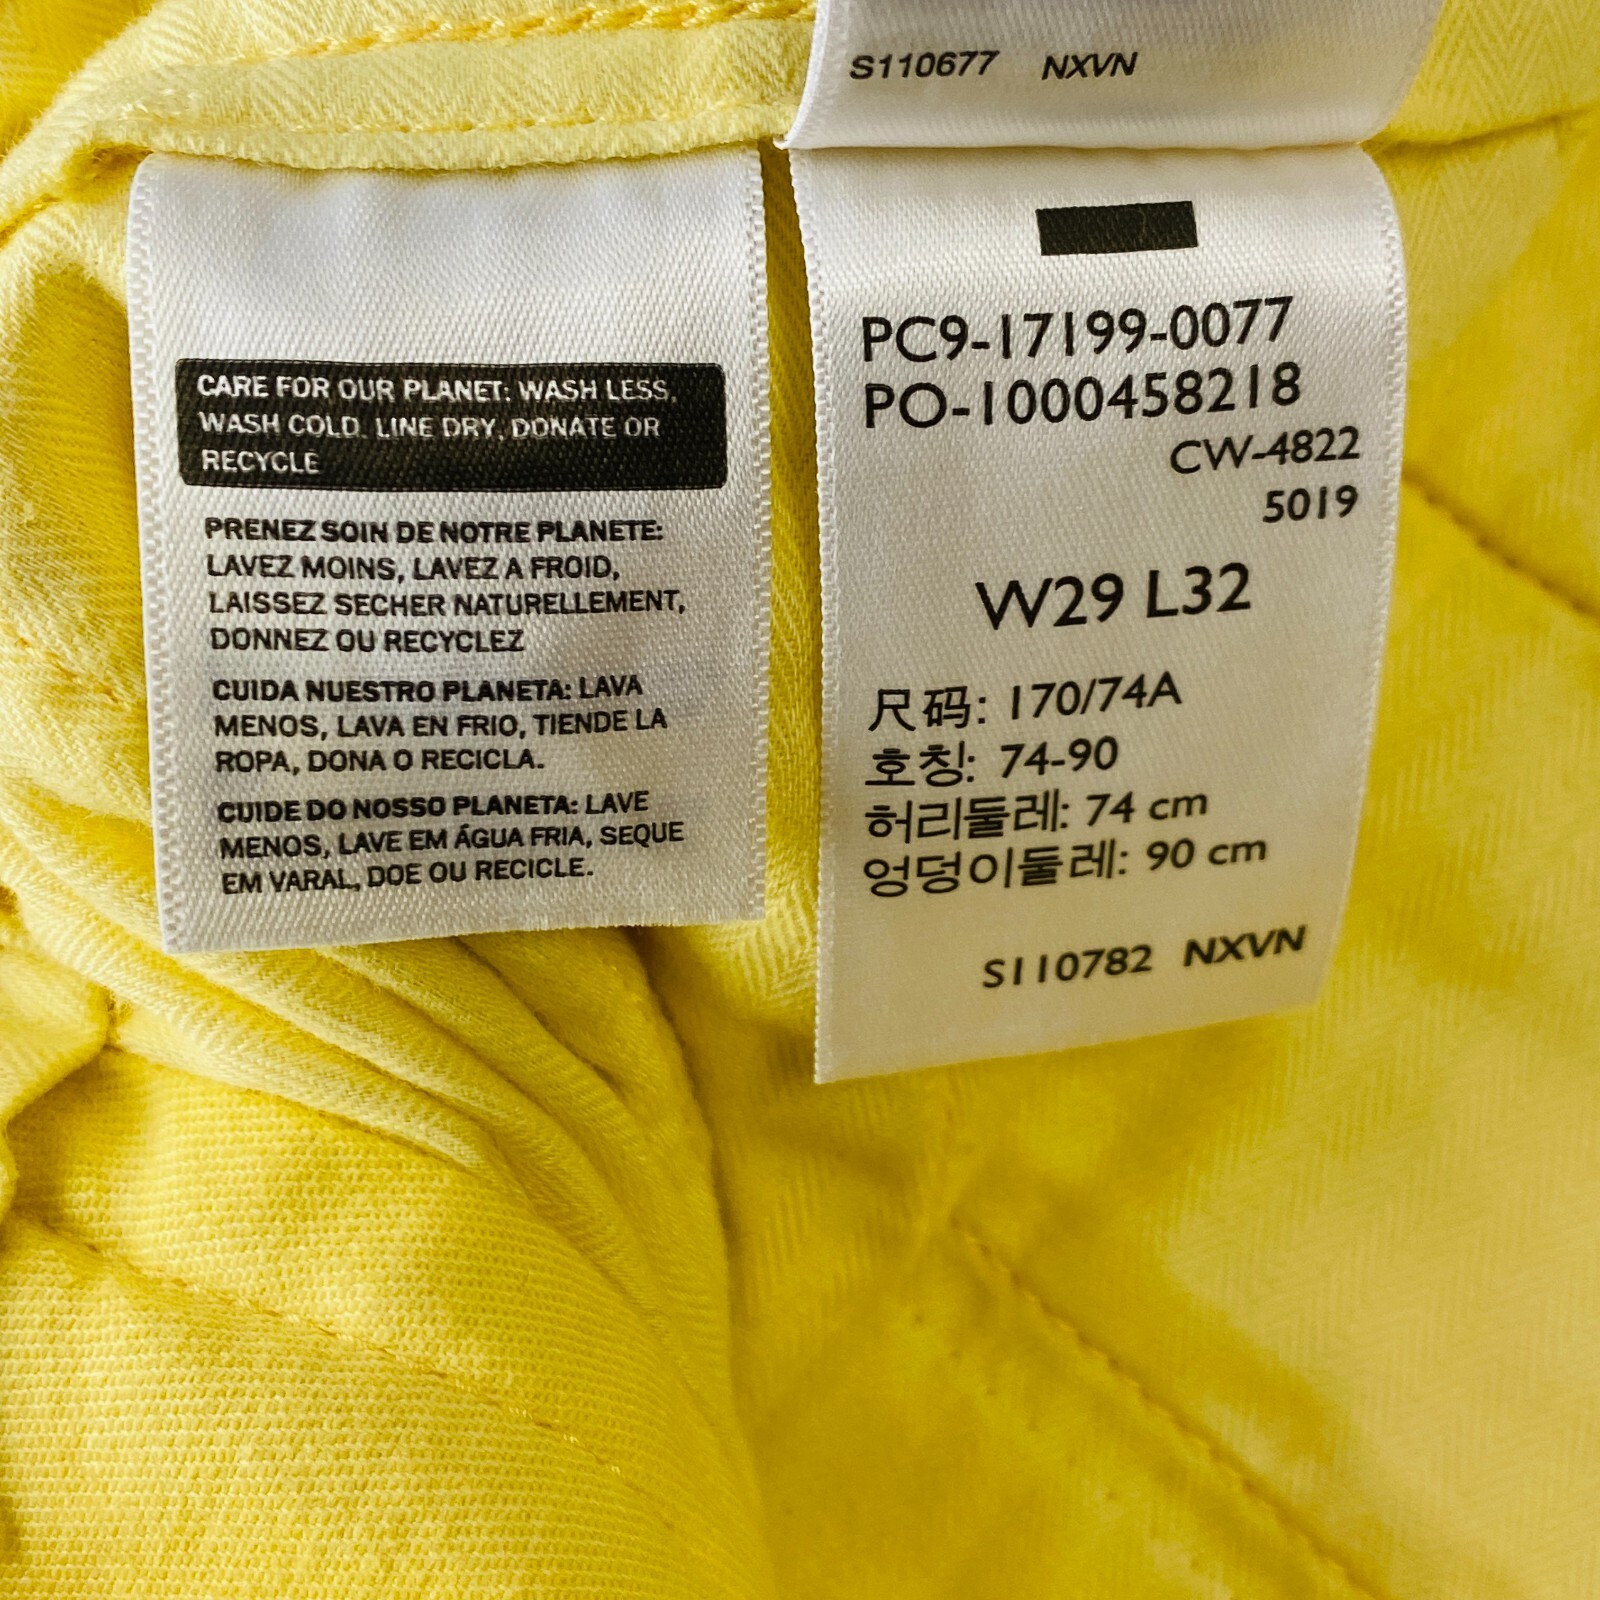 S110677 NXVN
CARE FOR OUR PLANET: WASH LESS,
WASH COLD, LINE DRY, DONATE OR
RECYCLE
PRENEZ SOIN DE NOTRE PLANETE:
LAVEZ MOINS, LAVEZ A FROID,
LAISSEZ SECHER NATURELLEMENT,
DONNEZ OU RECYCLEZ
CUIDA NUESTRO PLANETA: LAVA
MENOS, LAVA EN FRIO, TIENDE LA
ROPA, DONA O RECICLA.
CUIDE DO NOSSO PLANETA: LAVE
MENOS, LAVE EM ÁGUA FRIA, SEQUE
EM VARAL, DOE OU RECICLE.
PC9-17199-0077
PO-1000458218
CW-4822
5019
W29 L32
尺码: 170/74A
호칭: 74-90
허리둘레: 74 cm
엉덩이둘레: 90 cm
S110782 NXVN